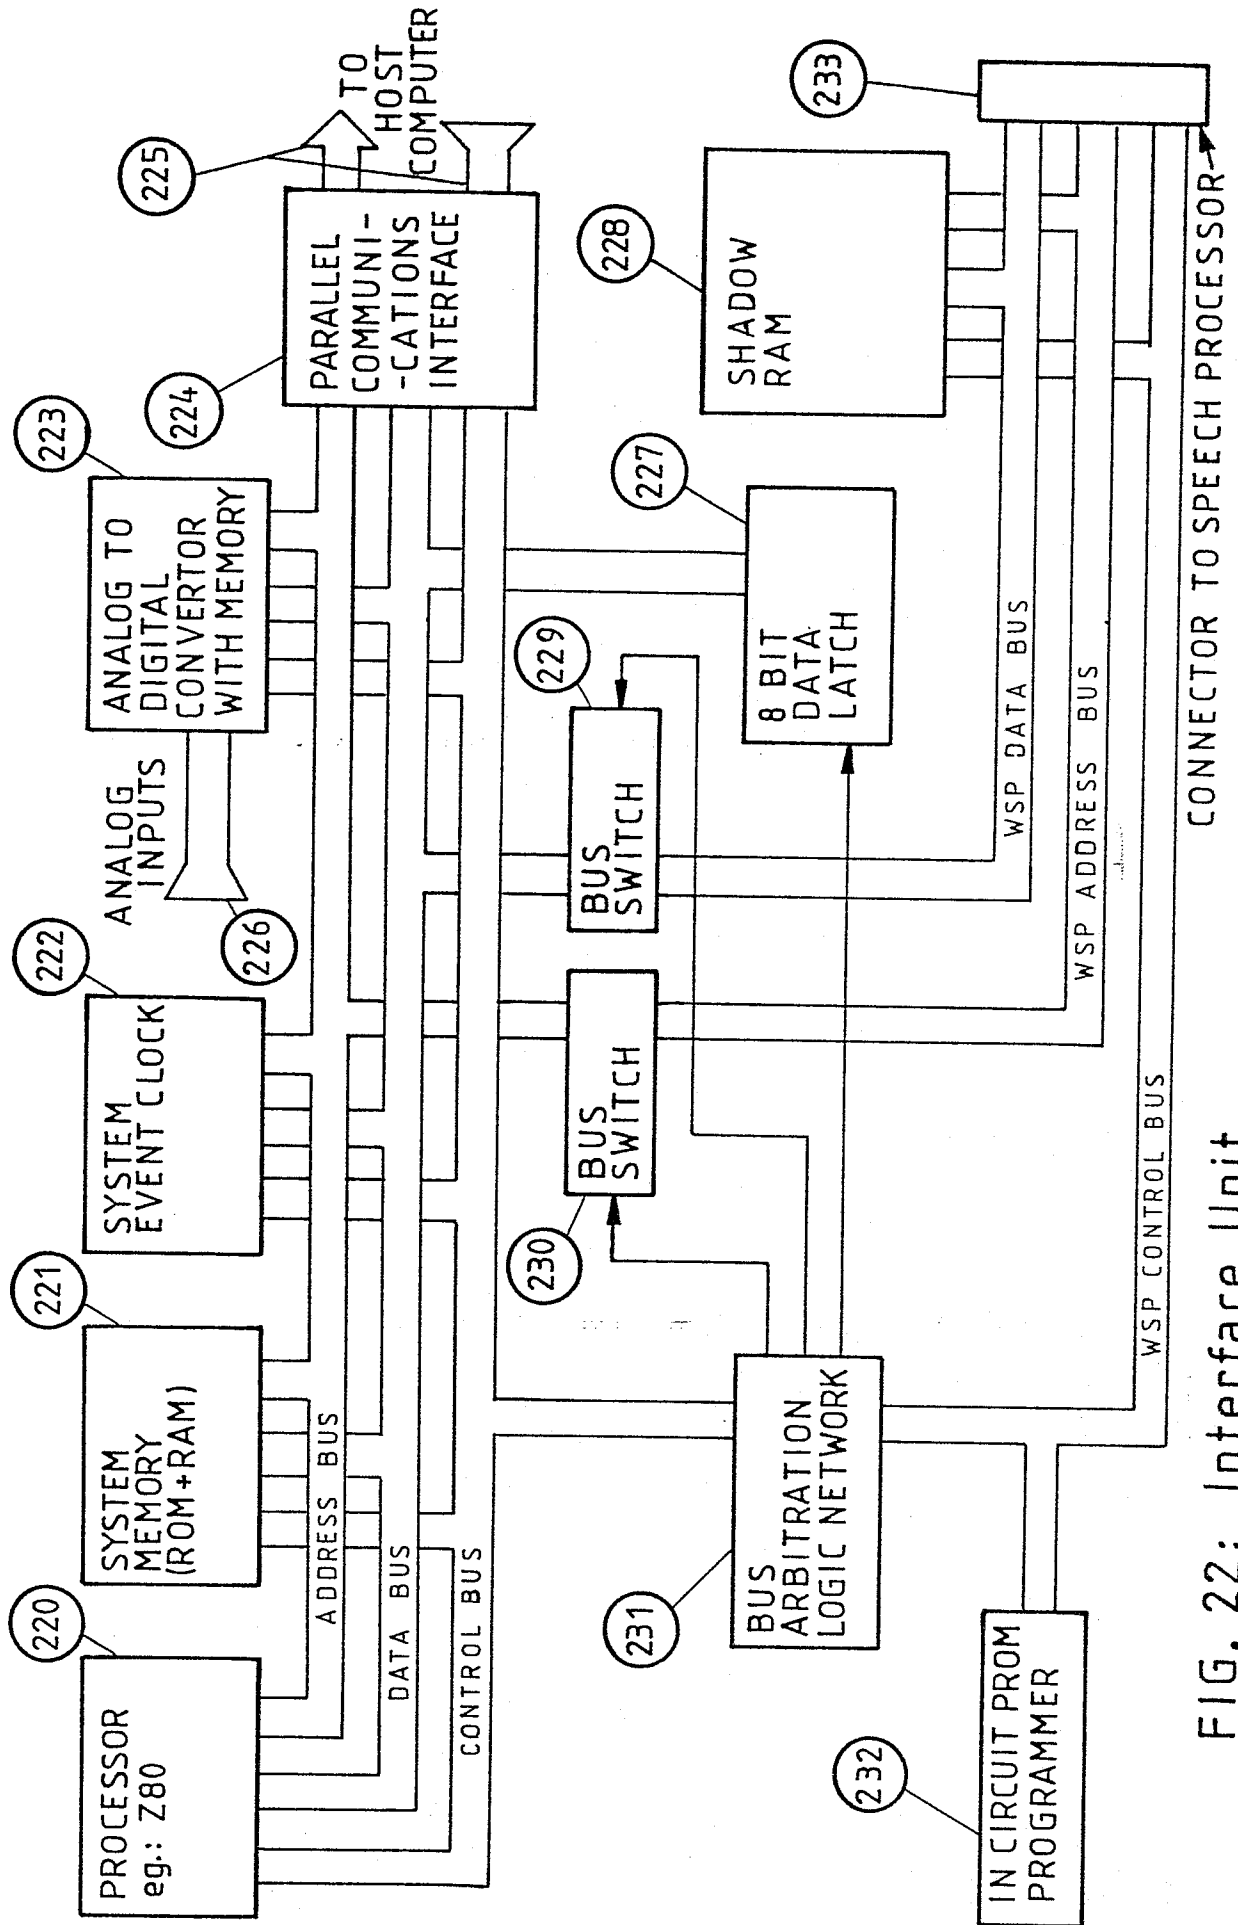 220
PROCESSOR
eg.: Z80
221
SYSTEM
MEMORY
(ROM+RAM)
222
SYSTEM
EVENT CLOCK
223
ANALOG TO
DIGITAL
CONVERTOR
WITH MEMORY
ANALOG
INPUTS
226
224
PARALLEL
COMMUNI-
-CATIONS
INTERFACE
225
TO
HOST
COMPUTER
ADDRESS BUS
DATA BUS
CONTROL BUS
230
BUS
SWITCH
229
BUS
SWITCH
227
8 BIT
DATA
LATCH
228
SHADOW
RAM
233
231
BUS
ARBITRATION
LOGIC NETWORK
232
IN CIRCUIT PROM
PROGRAMMER
WSP DATA BUS
WSP ADDRESS BUS
WSP CONTROL BUS
CONNECTOR TO SPEECH PROCESSOR
FIG. 22: Interface Unit